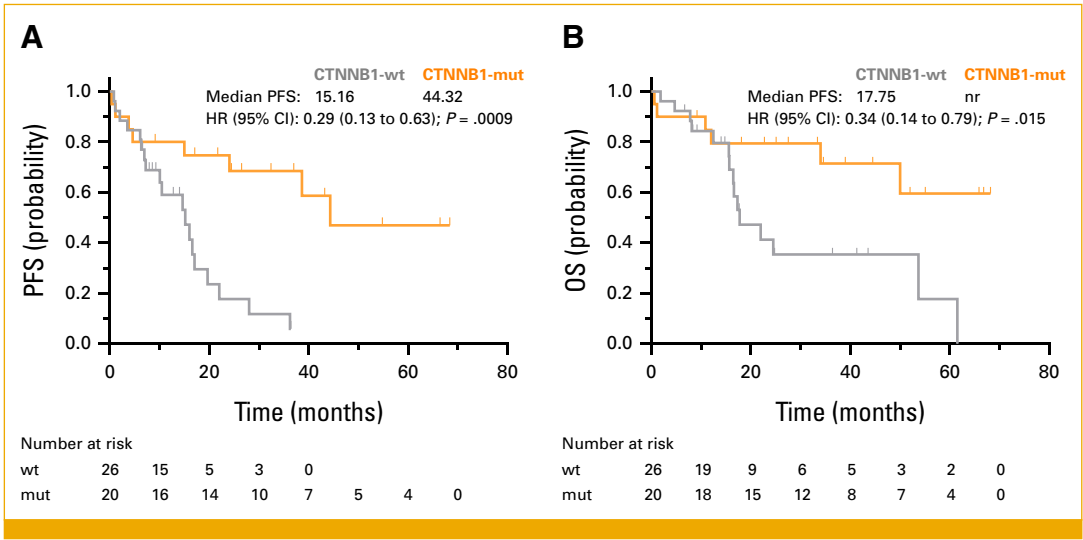 A
CTNNB1-wt CTNNB1-mut
Median PFS: 15.16 44.32
HR (95% CI): 0.29 (0.13 to 0.63); P = .0009
PFS (probability)
1.0
0.8
0.6
0.4
0.2
0.0
0 20 40 60 80
Time (months)
Number at risk
wt 26 15 5 3 0
mut 20 16 14 10 7 5 4 0
B
CTNNB1-wt CTNNB1-mut
Median PFS: 17.75 nr
HR (95% CI): 0.34 (0.14 to 0.79); P = .015
OS (probability)
1.0
0.8
0.6
0.4
0.2
0.0
0 20 40 60 80
Time (months)
Number at risk
wt 26 19 9 6 5 3 2 0
mut 20 18 15 12 8 7 4 0